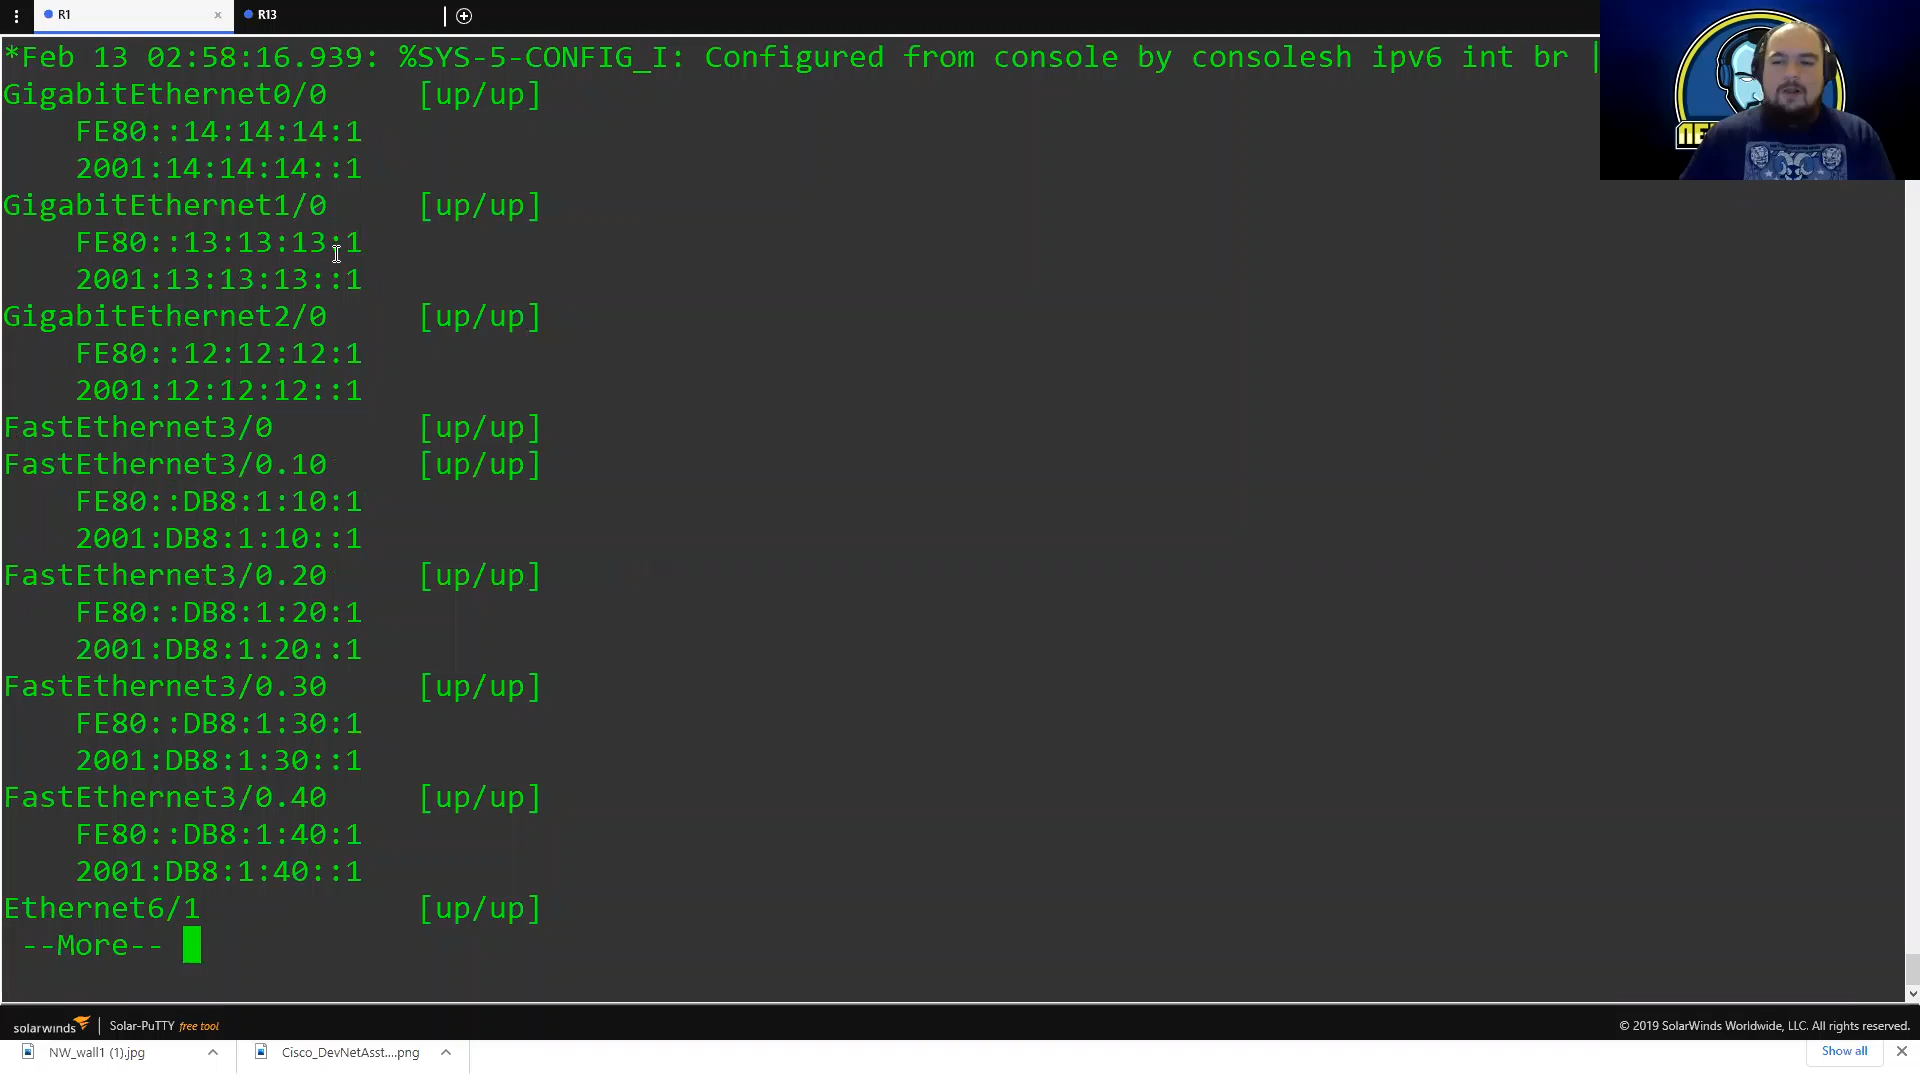 R1 × R13
*Feb 13 02:58:16.939: %SYS-5-CONFIG_I: Configured from console by consolesh ipv6 int br |
GigabitEthernet0/0 [up/up]
FE80::14:14:14:1
2001:14:14:14::1
GigabitEthernet1/0 [up/up]
FE80::13:13:13:1
2001:13:13:13::1
GigabitEthernet2/0 [up/up]
FE80::12:12:12:1
2001:12:12:12::1
FastEthernet3/0 [up/up]
FastEthernet3/0.10 [up/up]
FE80::DB8:1:10:1
2001:DB8:1:10::1
FastEthernet3/0.20 [up/up]
FE80::DB8:1:20:1
2001:DB8:1:20::1
FastEthernet3/0.30 [up/up]
FE80::DB8:1:30:1
2001:DB8:1:30::1
FastEthernet3/0.40 [up/up]
FE80::DB8:1:40:1
2001:DB8:1:40::1
Ethernet6/1 [up/up]
--More--
solarwinds | Solar-PuTTY free tool © 2019 SolarWinds Worldwide, LLC. All rights reserved.
NW_wall1 (1).jpg Cisco_DevNetAsst....png Show all